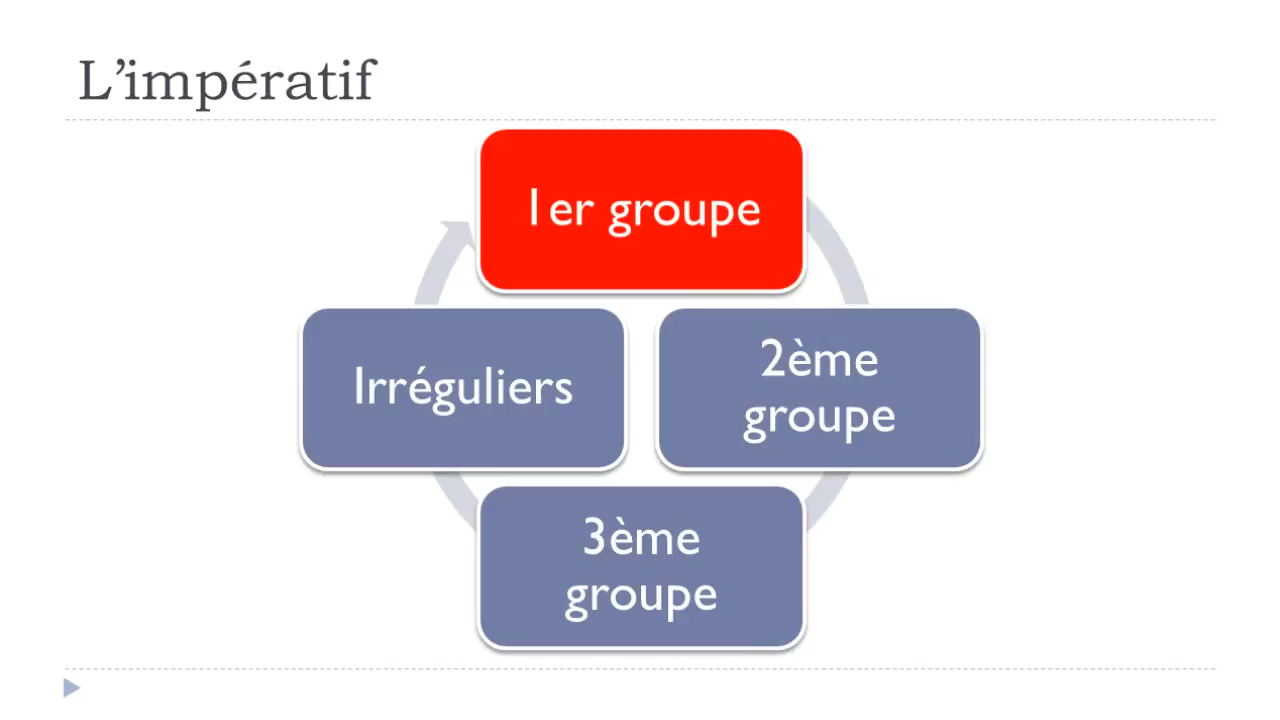 L’impératif
1er groupe
Irréguliers
2ème
groupe
3ème
groupe